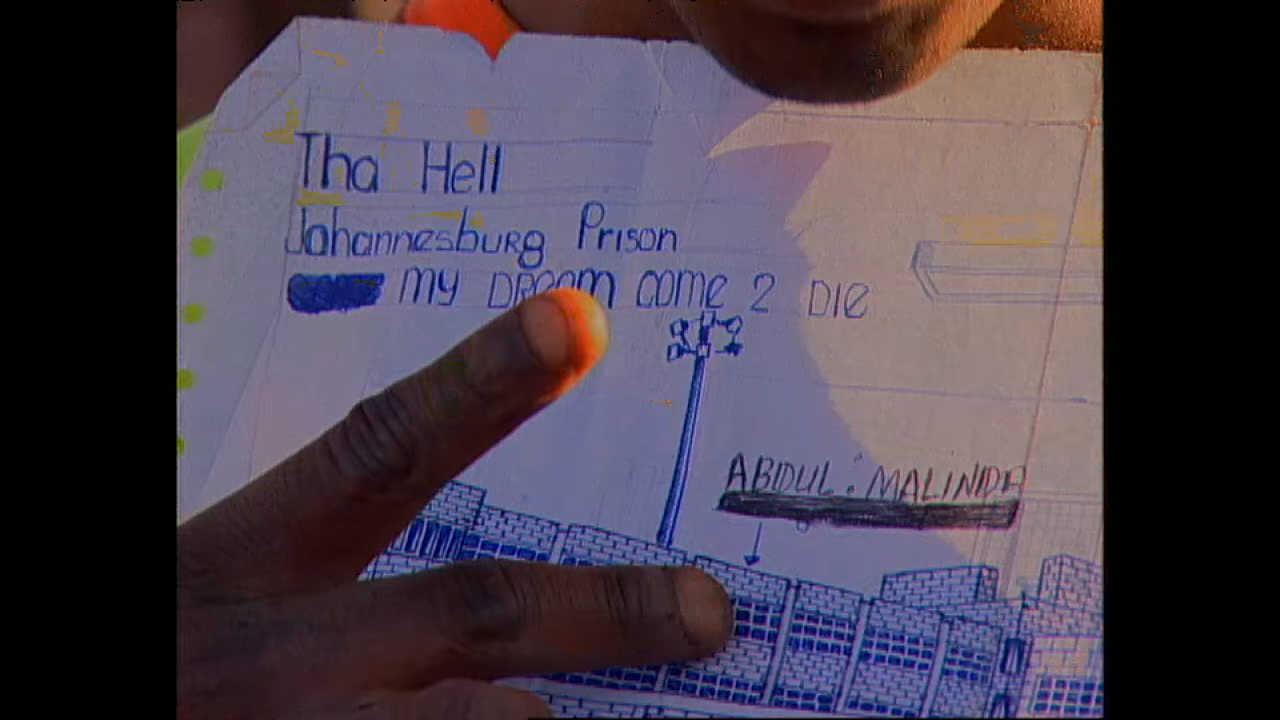 Tha Hell
Johannesburg Prison
my DReam come 2 DIe
ABDUL : MALINDA